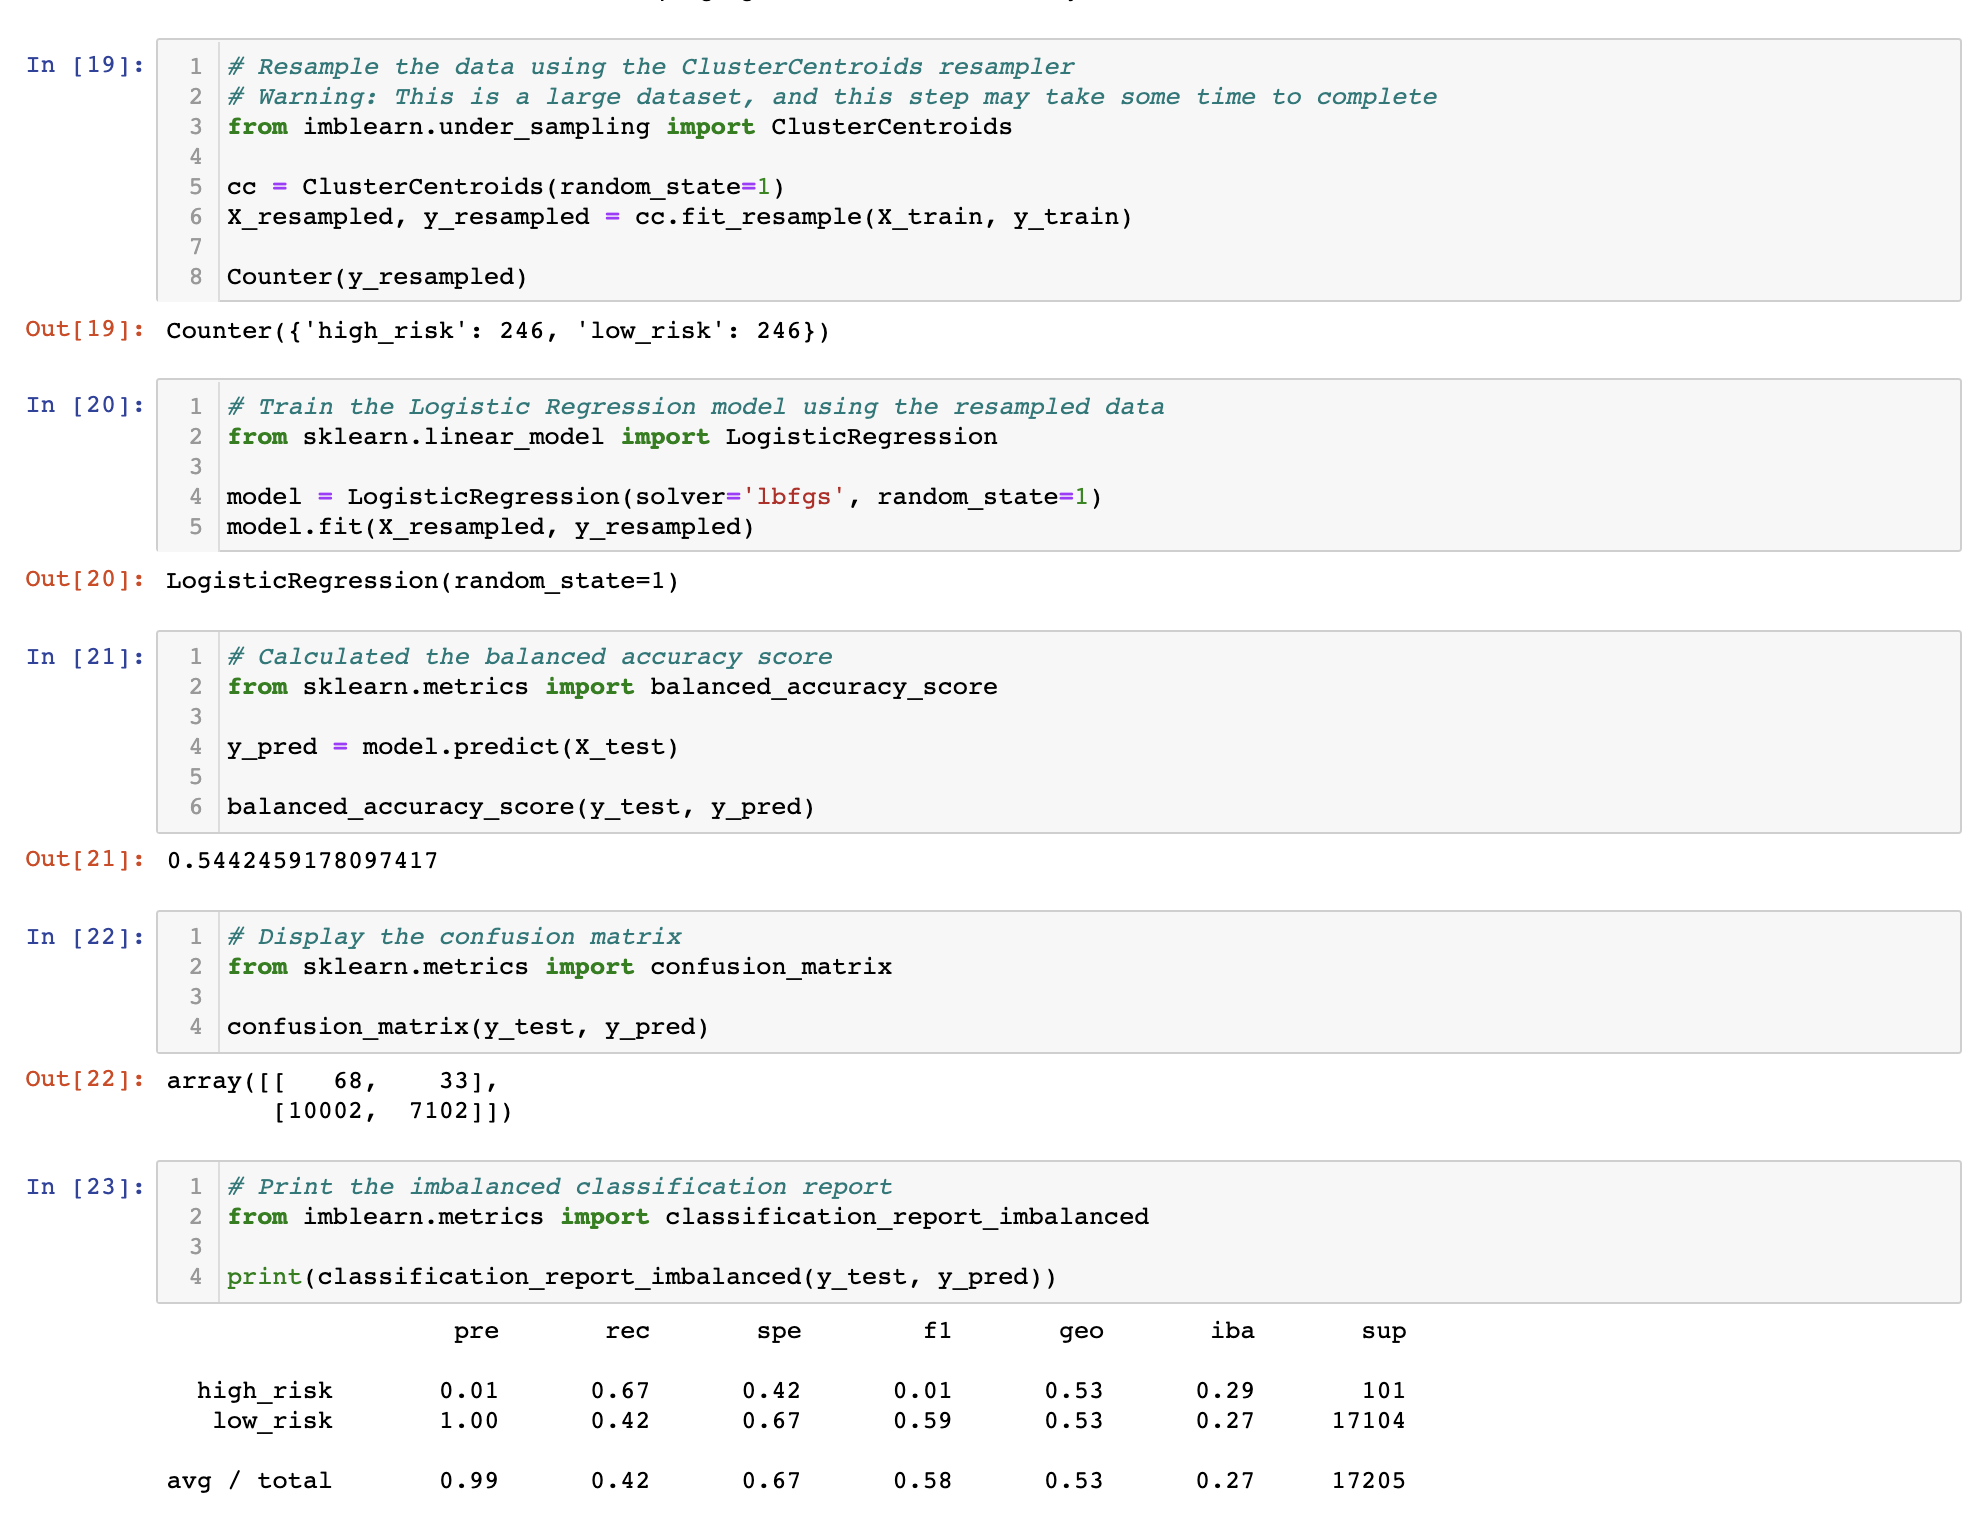 In [19]:
1 # Resample the data using the ClusterCentroids resampler
2 # Warning: This is a large dataset, and this step may take some time to complete
3 from imblearn.under_sampling import ClusterCentroids
4
5 cc = ClusterCentroids(random_state=1)
6 X_resampled, y_resampled = cc.fit_resample(X_train, y_train)
7
8 Counter(y_resampled)
Out[19]: Counter({'high_risk': 246, 'low_risk': 246})
In [20]:
1 # Train the Logistic Regression model using the resampled data
2 from sklearn.linear_model import LogisticRegression
3
4 model = LogisticRegression(solver='lbfgs', random_state=1)
5 model.fit(X_resampled, y_resampled)
Out[20]: LogisticRegression(random_state=1)
In [21]:
1 # Calculated the balanced accuracy score
2 from sklearn.metrics import balanced_accuracy_score
3
4 y_pred = model.predict(X_test)
5
6 balanced_accuracy_score(y_test, y_pred)
Out[21]: 0.5442459178097417
In [22]:
1 # Display the confusion matrix
2 from sklearn.metrics import confusion_matrix
3
4 confusion_matrix(y_test, y_pred)
Out[22]: array([[   68,    33],
       [10002,  7102]])
In [23]:
1 # Print the imbalanced classification report
2 from imblearn.metrics import classification_report_imbalanced
3
4 print(classification_report_imbalanced(y_test, y_pred))
pre rec spe f1 geo iba sup
high_risk 0.01 0.67 0.42 0.01 0.53 0.29 101
low_risk 1.00 0.42 0.67 0.59 0.53 0.27 17104
avg / total 0.99 0.42 0.67 0.58 0.53 0.27 17205